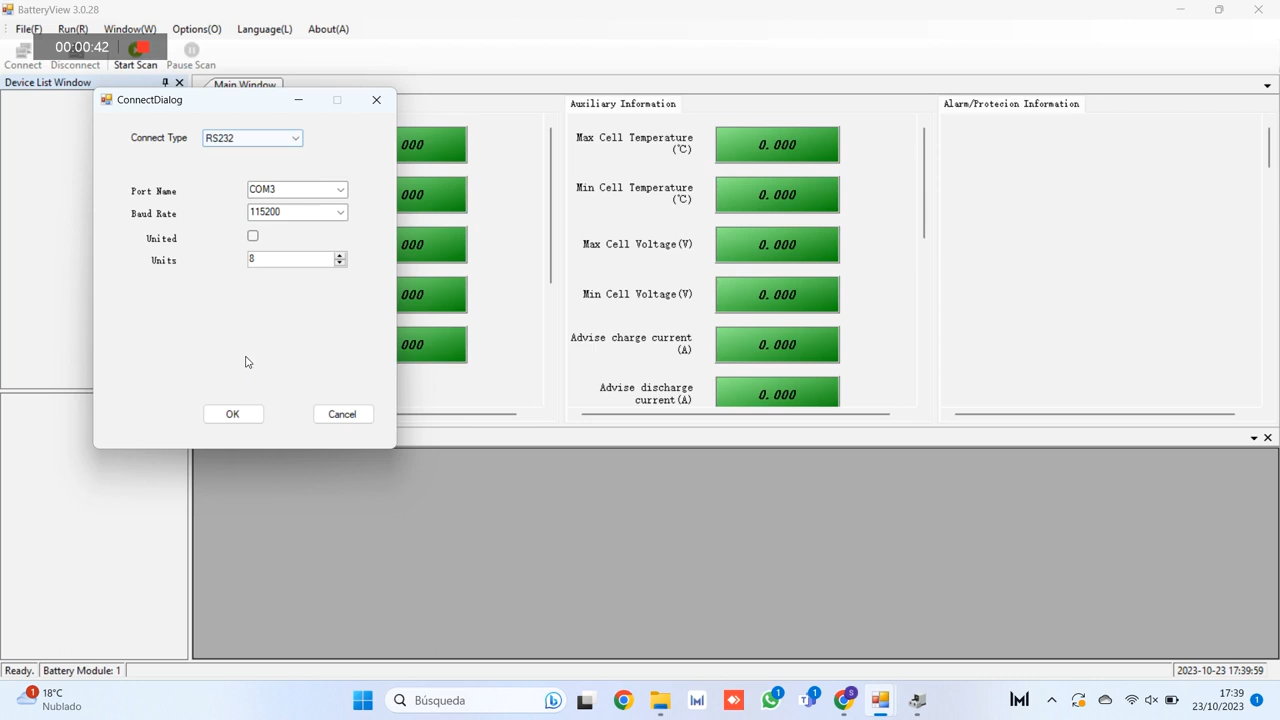 BatteryView 3.0.28
File(F) Run(R) Window(W) Options(O) Language(L) About(A)
00:00:42
Connect Disconnect Start Scan Pause Scan
Device List Window
Main Window
ConnectDialog
Connect Type RS232
Port Name COM3
Baud Rate 115200
United
Units 8
OK Cancel
000
000
000
000
000
Auxiliary Information
Max Cell Temperature
(℃) 0.000
Min Cell Temperature
(℃) 0.000
Max Cell Voltage(V) 0.000
Min Cell Voltage(V) 0.000
Advise charge current
(A) 0.000
Advise discharge
current(A) 0.000
Alarm/Protecion Information
Ready. Battery Module: 1
2023-10-23 17:39:59
1
18°C
Nublado
Búsqueda
1
1
S
17:39
23/10/2023
1